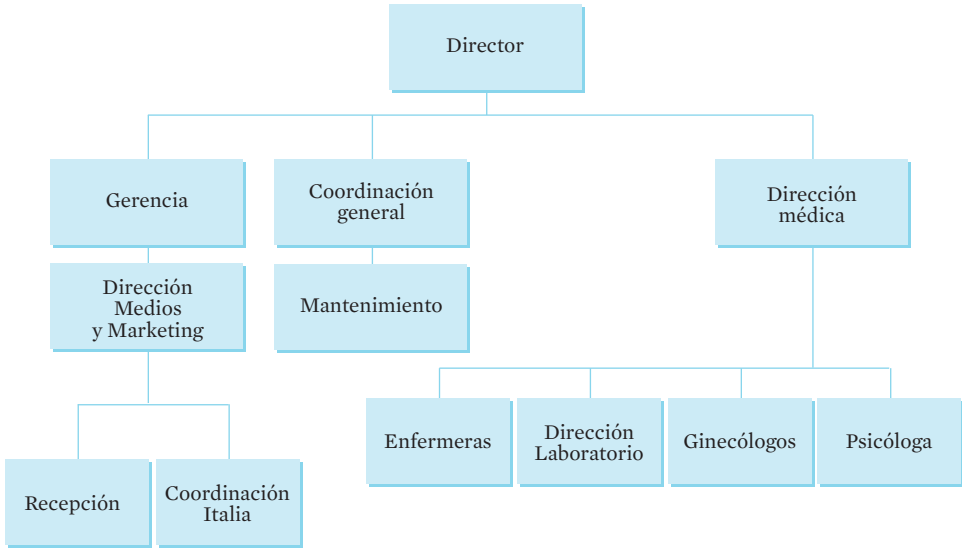 Director
Gerencia
Coordinación
general
Dirección
médica
Dirección
Medios
y Marketing
Mantenimiento
Enfermeras
Dirección
Laboratorio
Ginecólogos
Psicóloga
Recepción
Coordinación
Italia